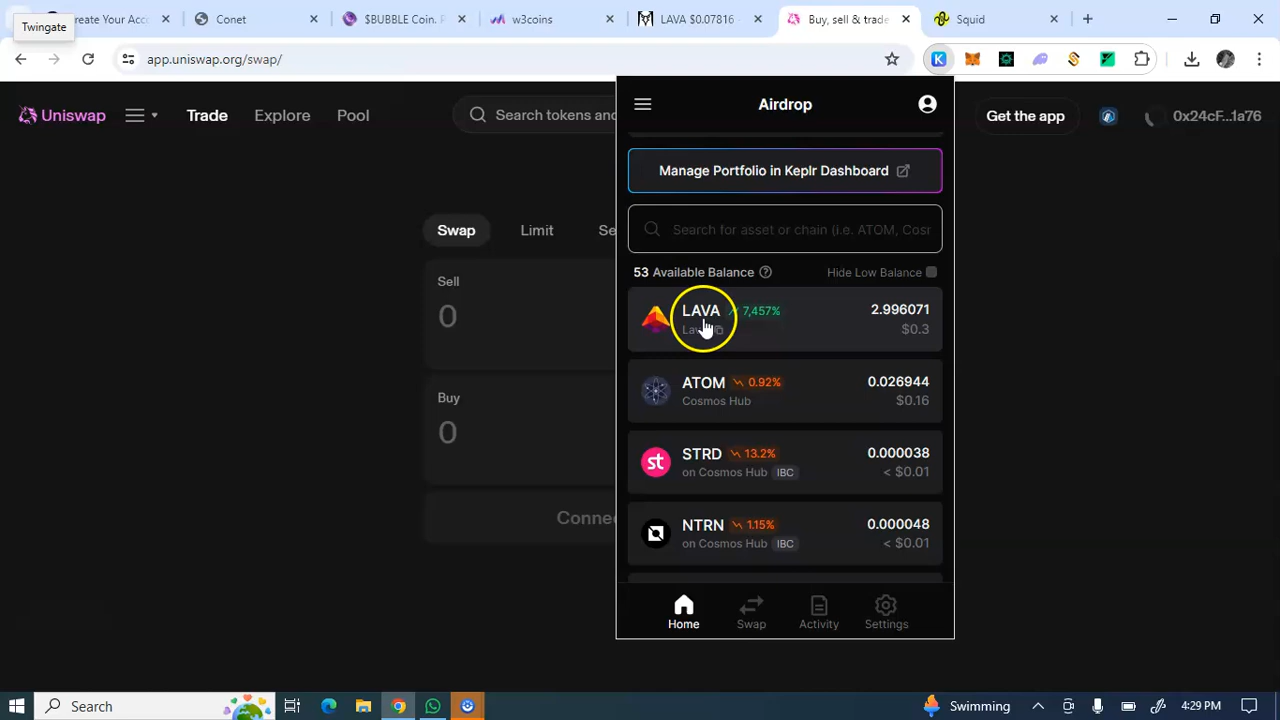 Create Your Acc
Conet
$BUBBLE Coin. P
w3coins
LAVA $0.07810
Buy, sell & trade
Squid
Twingate
app.uniswap.org/swap/
Uniswap
Trade
Explore
Pool
Search tokens and
Get the app
0x24cF...1a76
Airdrop
Manage Portfolio in Keplr Dashboard
Search for asset or chain (i.e. ATOM, Cosr
53 Available Balance
Hide Low Balance
Swap
Limit
Se
Sell
0
Buy
0
Connec
LAVA 7,457% 2.996071
$0.3
ATOM 0.92% 0.026944
Cosmos Hub $0.16
STRD 13.2% 0.000038
on Cosmos Hub IBC < $0.01
NTRN 1.15% 0.000048
on Cosmos Hub IBC < $0.01
Home
Swap
Activity
Settings
Search
Swimming
4:29 PM